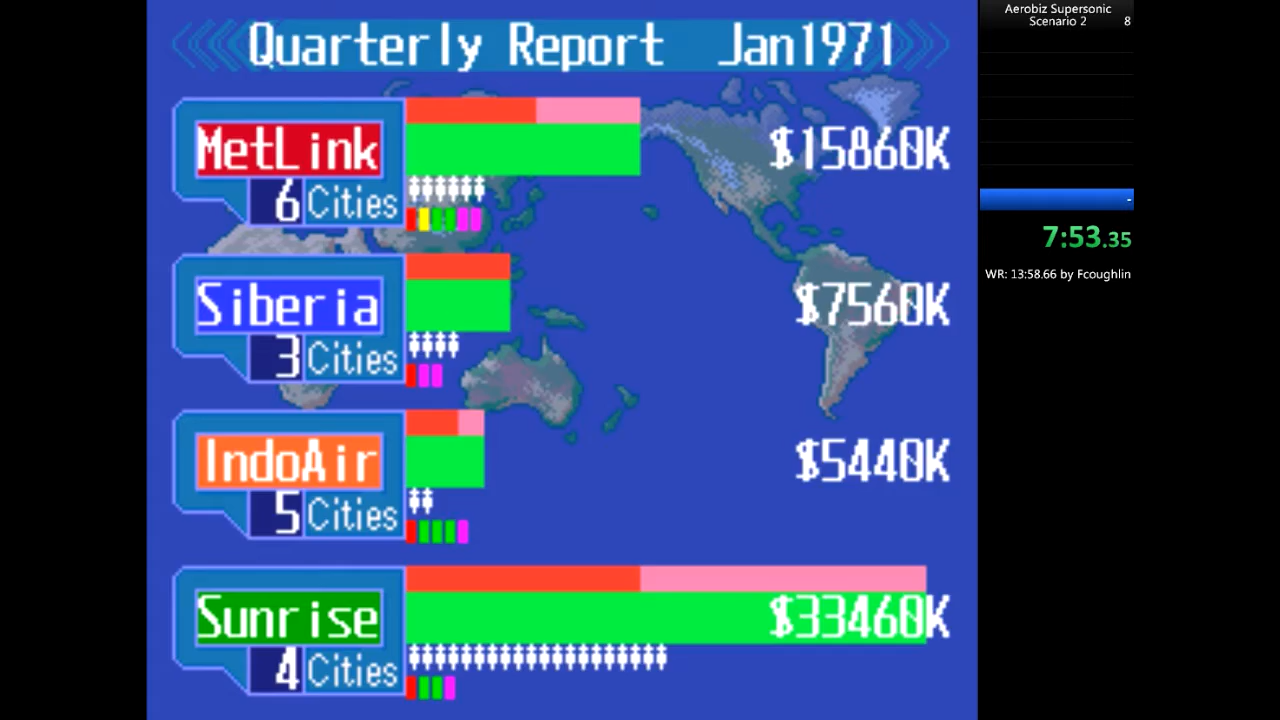 Quarterly Report Jan1971
MetLink
6 Cities
$15860K
Siberia
3 Cities
$7560K
IndoAir
5 Cities
$5440K
Sunrise
4 Cities
$33460K
Aerobiz Supersonic
Scenario 2 8
-
7:53.35
WR: 13:58.66 by Fcoughlin